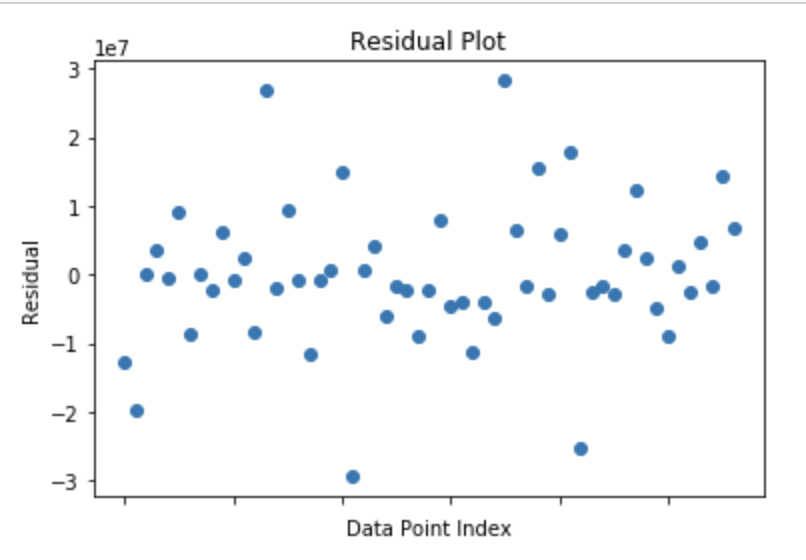 Residual Plot
1e7
3
2
1
0
−1
−2
−3
Residual
Data Point Index